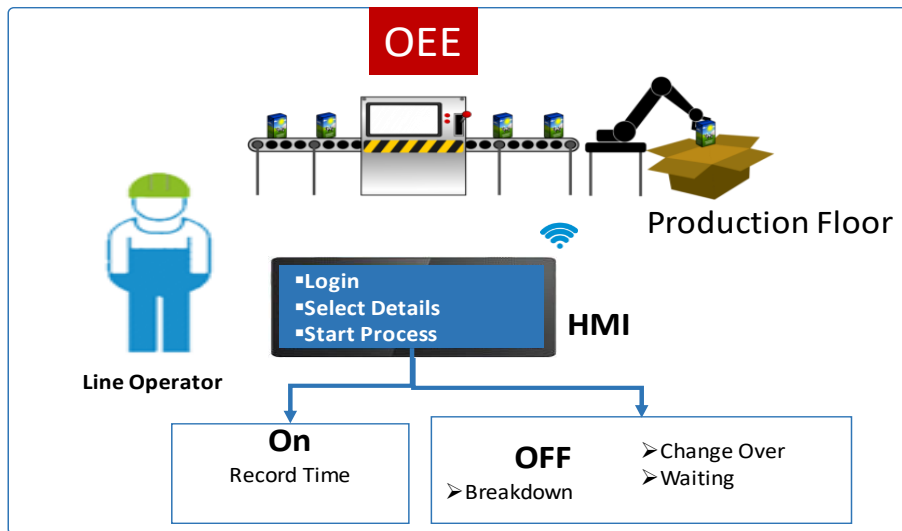 OEE
Production Floor
▪Login
▪Select Details
▪Start Process
HMI
Line Operator
On
Record Time
OFF
➢Breakdown
➢Change Over
➢Waiting